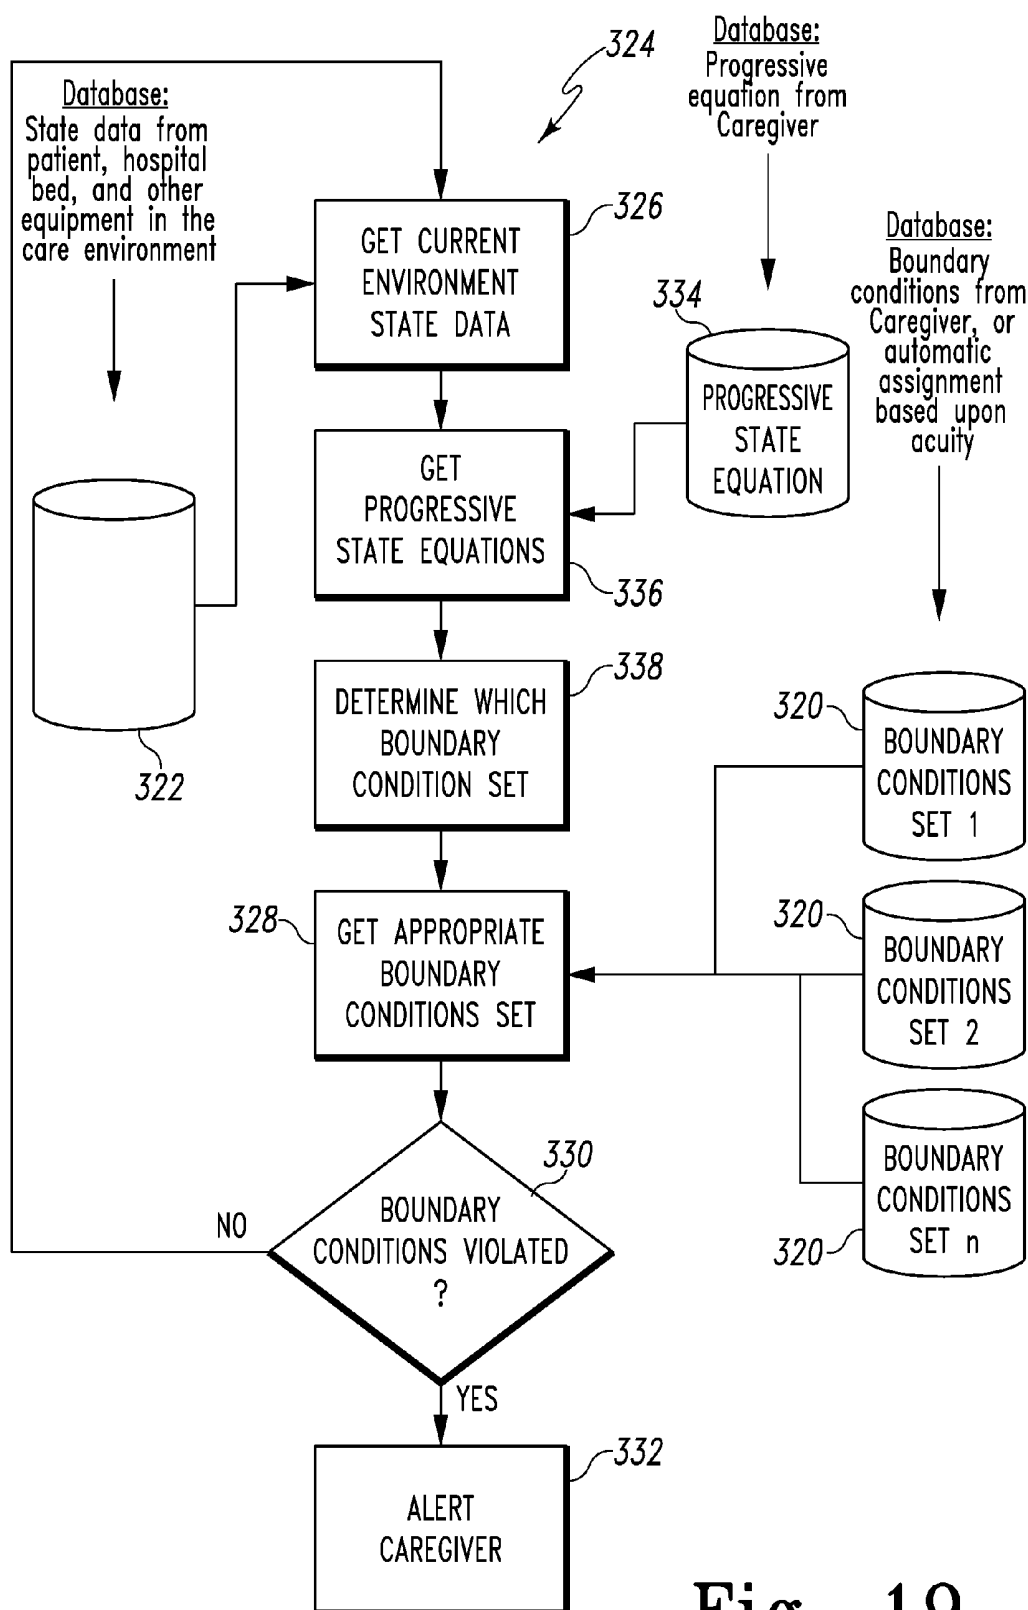 324
Database:
Progressive
equation from
Caregiver
Database:
State data from
patient, hospital
bed, and other
equipment in the
care environment
326
GET CURRENT
ENVIRONMENT
STATE DATA
Database:
Boundary
conditions from
Caregiver, or
automatic
assignment
based upon
acuity
334
PROGRESSIVE
STATE
EQUATION
GET
PROGRESSIVE
STATE EQUATIONS
336
322
338
DETERMINE WHICH
BOUNDARY
CONDITION SET
320
BOUNDARY
CONDITIONS
SET 1
328
GET APPROPRIATE
BOUNDARY
CONDITIONS SET
320
BOUNDARY
CONDITIONS
SET 2
330
BOUNDARY
CONDITIONS VIOLATED
?
NO
BOUNDARY
CONDITIONS
SET n
320
YES
332
ALERT
CAREGIVER
Fig. 19